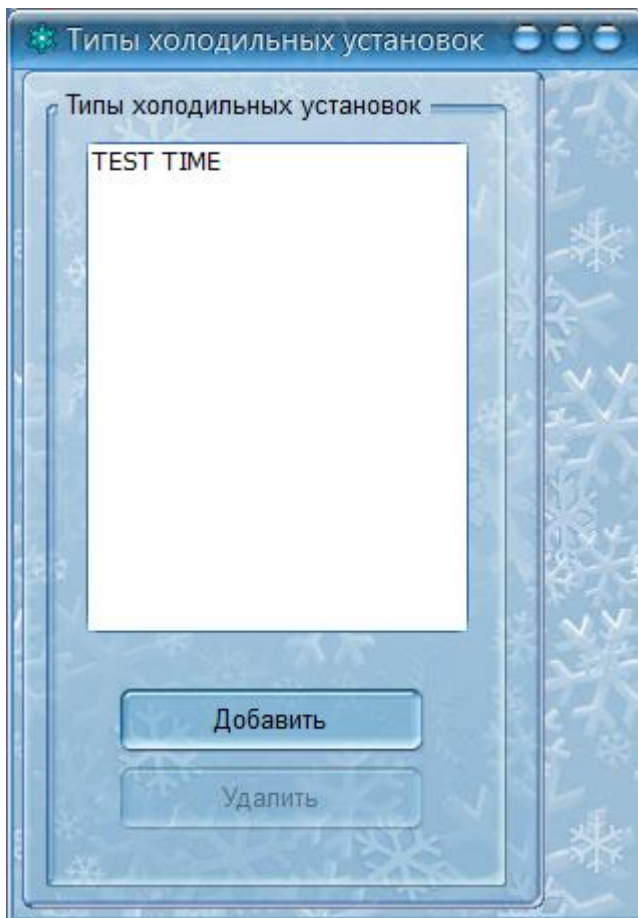 Типы холодильных установок
Типы холодильных установок
TEST TIME
Добавить
Удалить